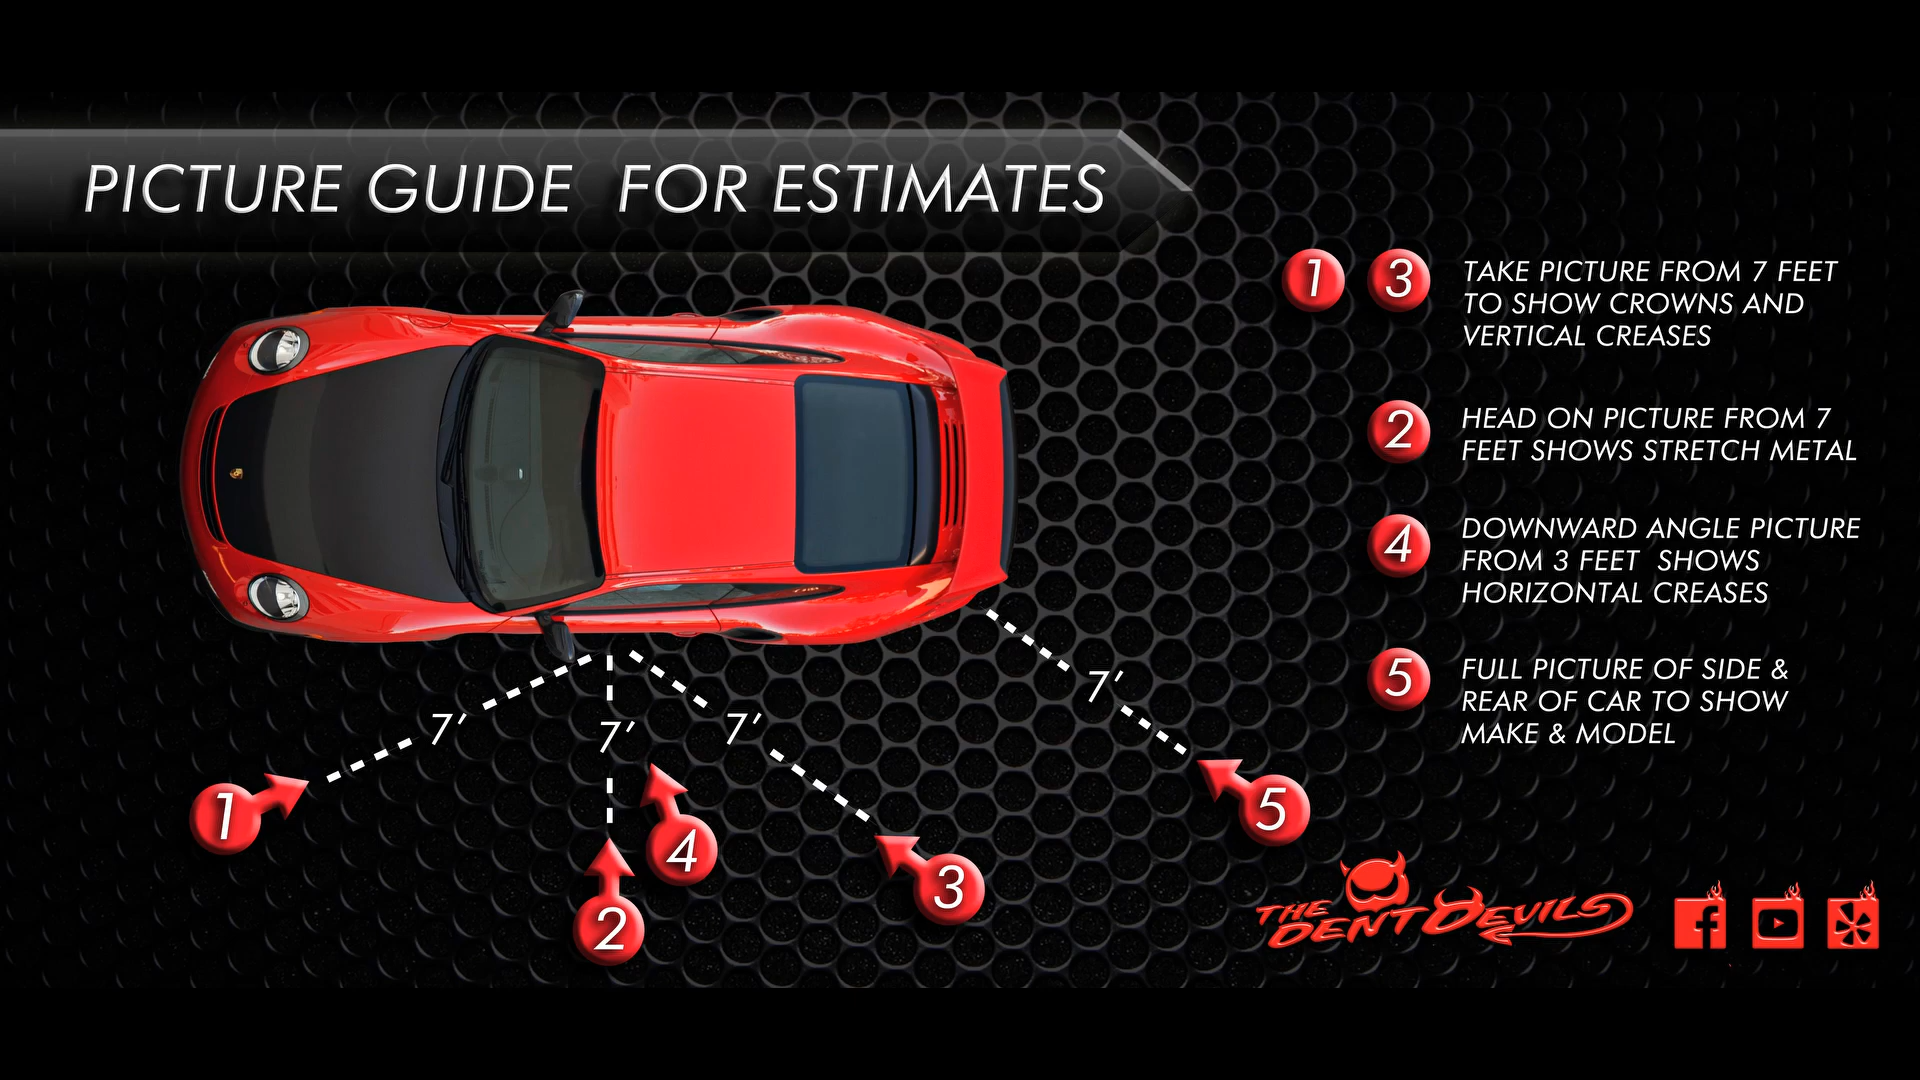 PICTURE GUIDE FOR ESTIMATES
1 3 TAKE PICTURE FROM 7 FEET
TO SHOW CROWNS AND
VERTICAL CREASES
2 HEAD ON PICTURE FROM 7
FEET SHOWS STRETCH METAL
4 DOWNWARD ANGLE PICTURE
FROM 3 FEET SHOWS
HORIZONTAL CREASES
5 FULL PICTURE OF SIDE &
REAR OF CAR TO SHOW
MAKE & MODEL
7'
7'
7'
7'
1
2
4
3
5
THE
DENT DEVILS